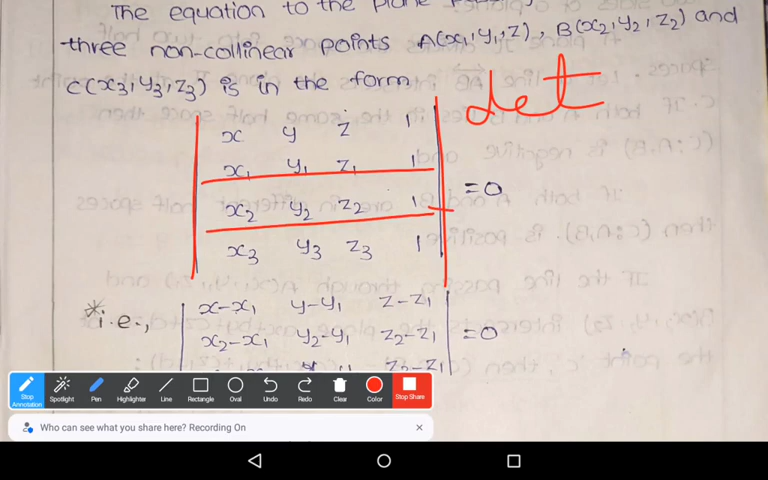 The equation to the plane
three non-collinear points A(x₁,y₁,z), B(x₂,y₂,z₂) and
C(x₃,y₃,z₃) is in the form
det
x y z 1
x₁ y₁ z₁ 1
x₂ y₂ z₂ 1 =0
x₃ y₃ z₃ 1
*i.e., x-x₁ y-y₁ z-z₁
x₂-x₁ y₂-y₁ z₂-z₁ =0
z₃-z₁
Stop Annotation Spotlight Pen Highlighter Line Rectangle Oval Undo Redo Clear Color Stop Share
Who can see what you share here? Recording On